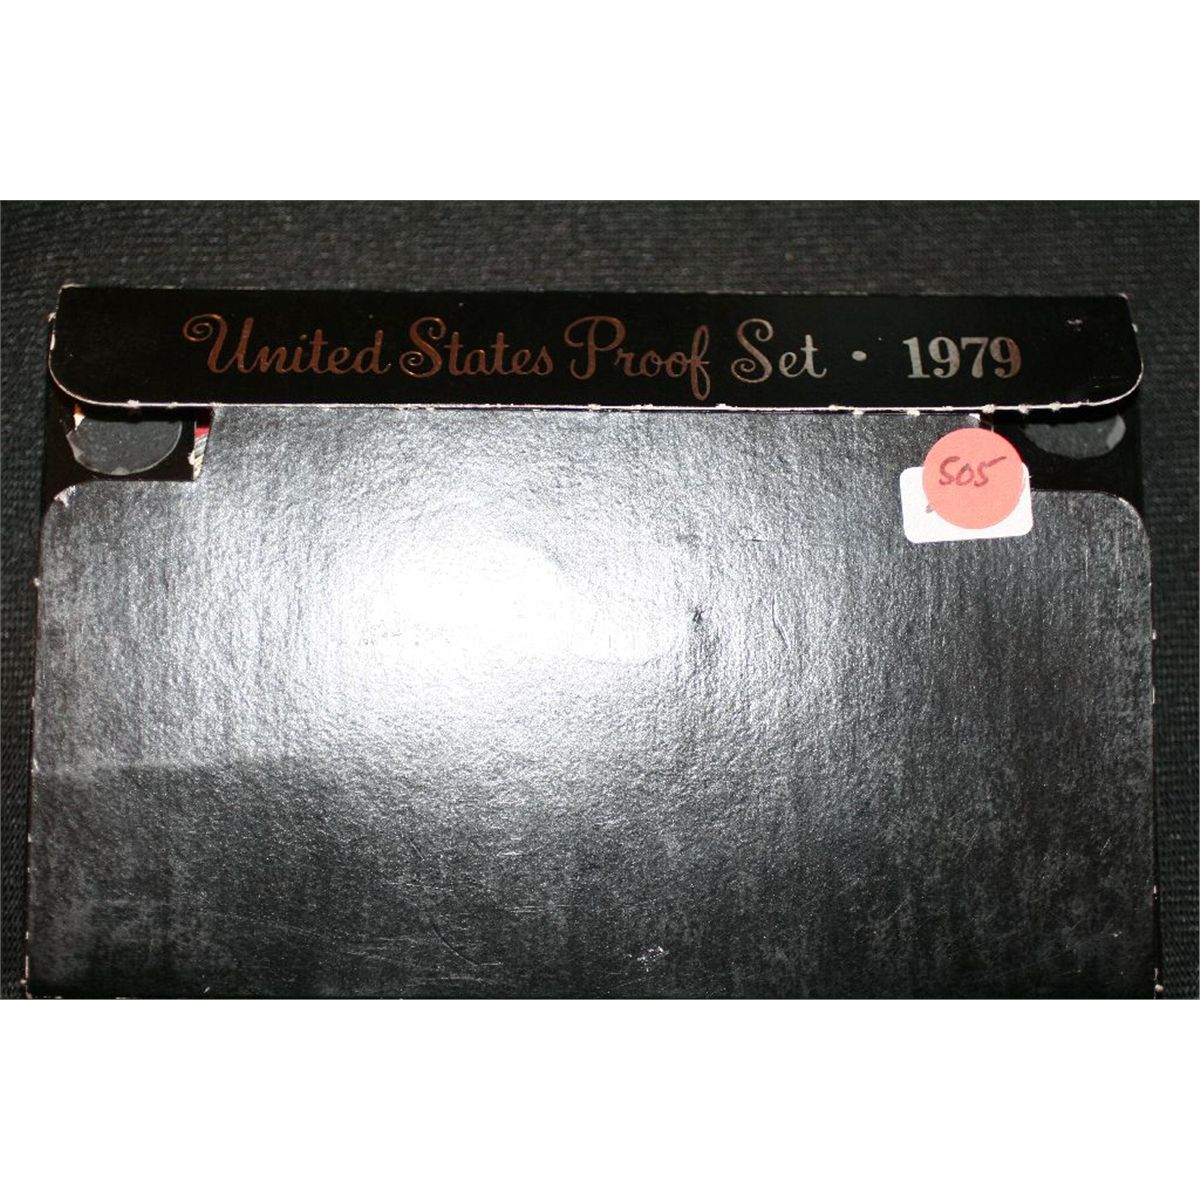 United States Proof Set • 1979
505